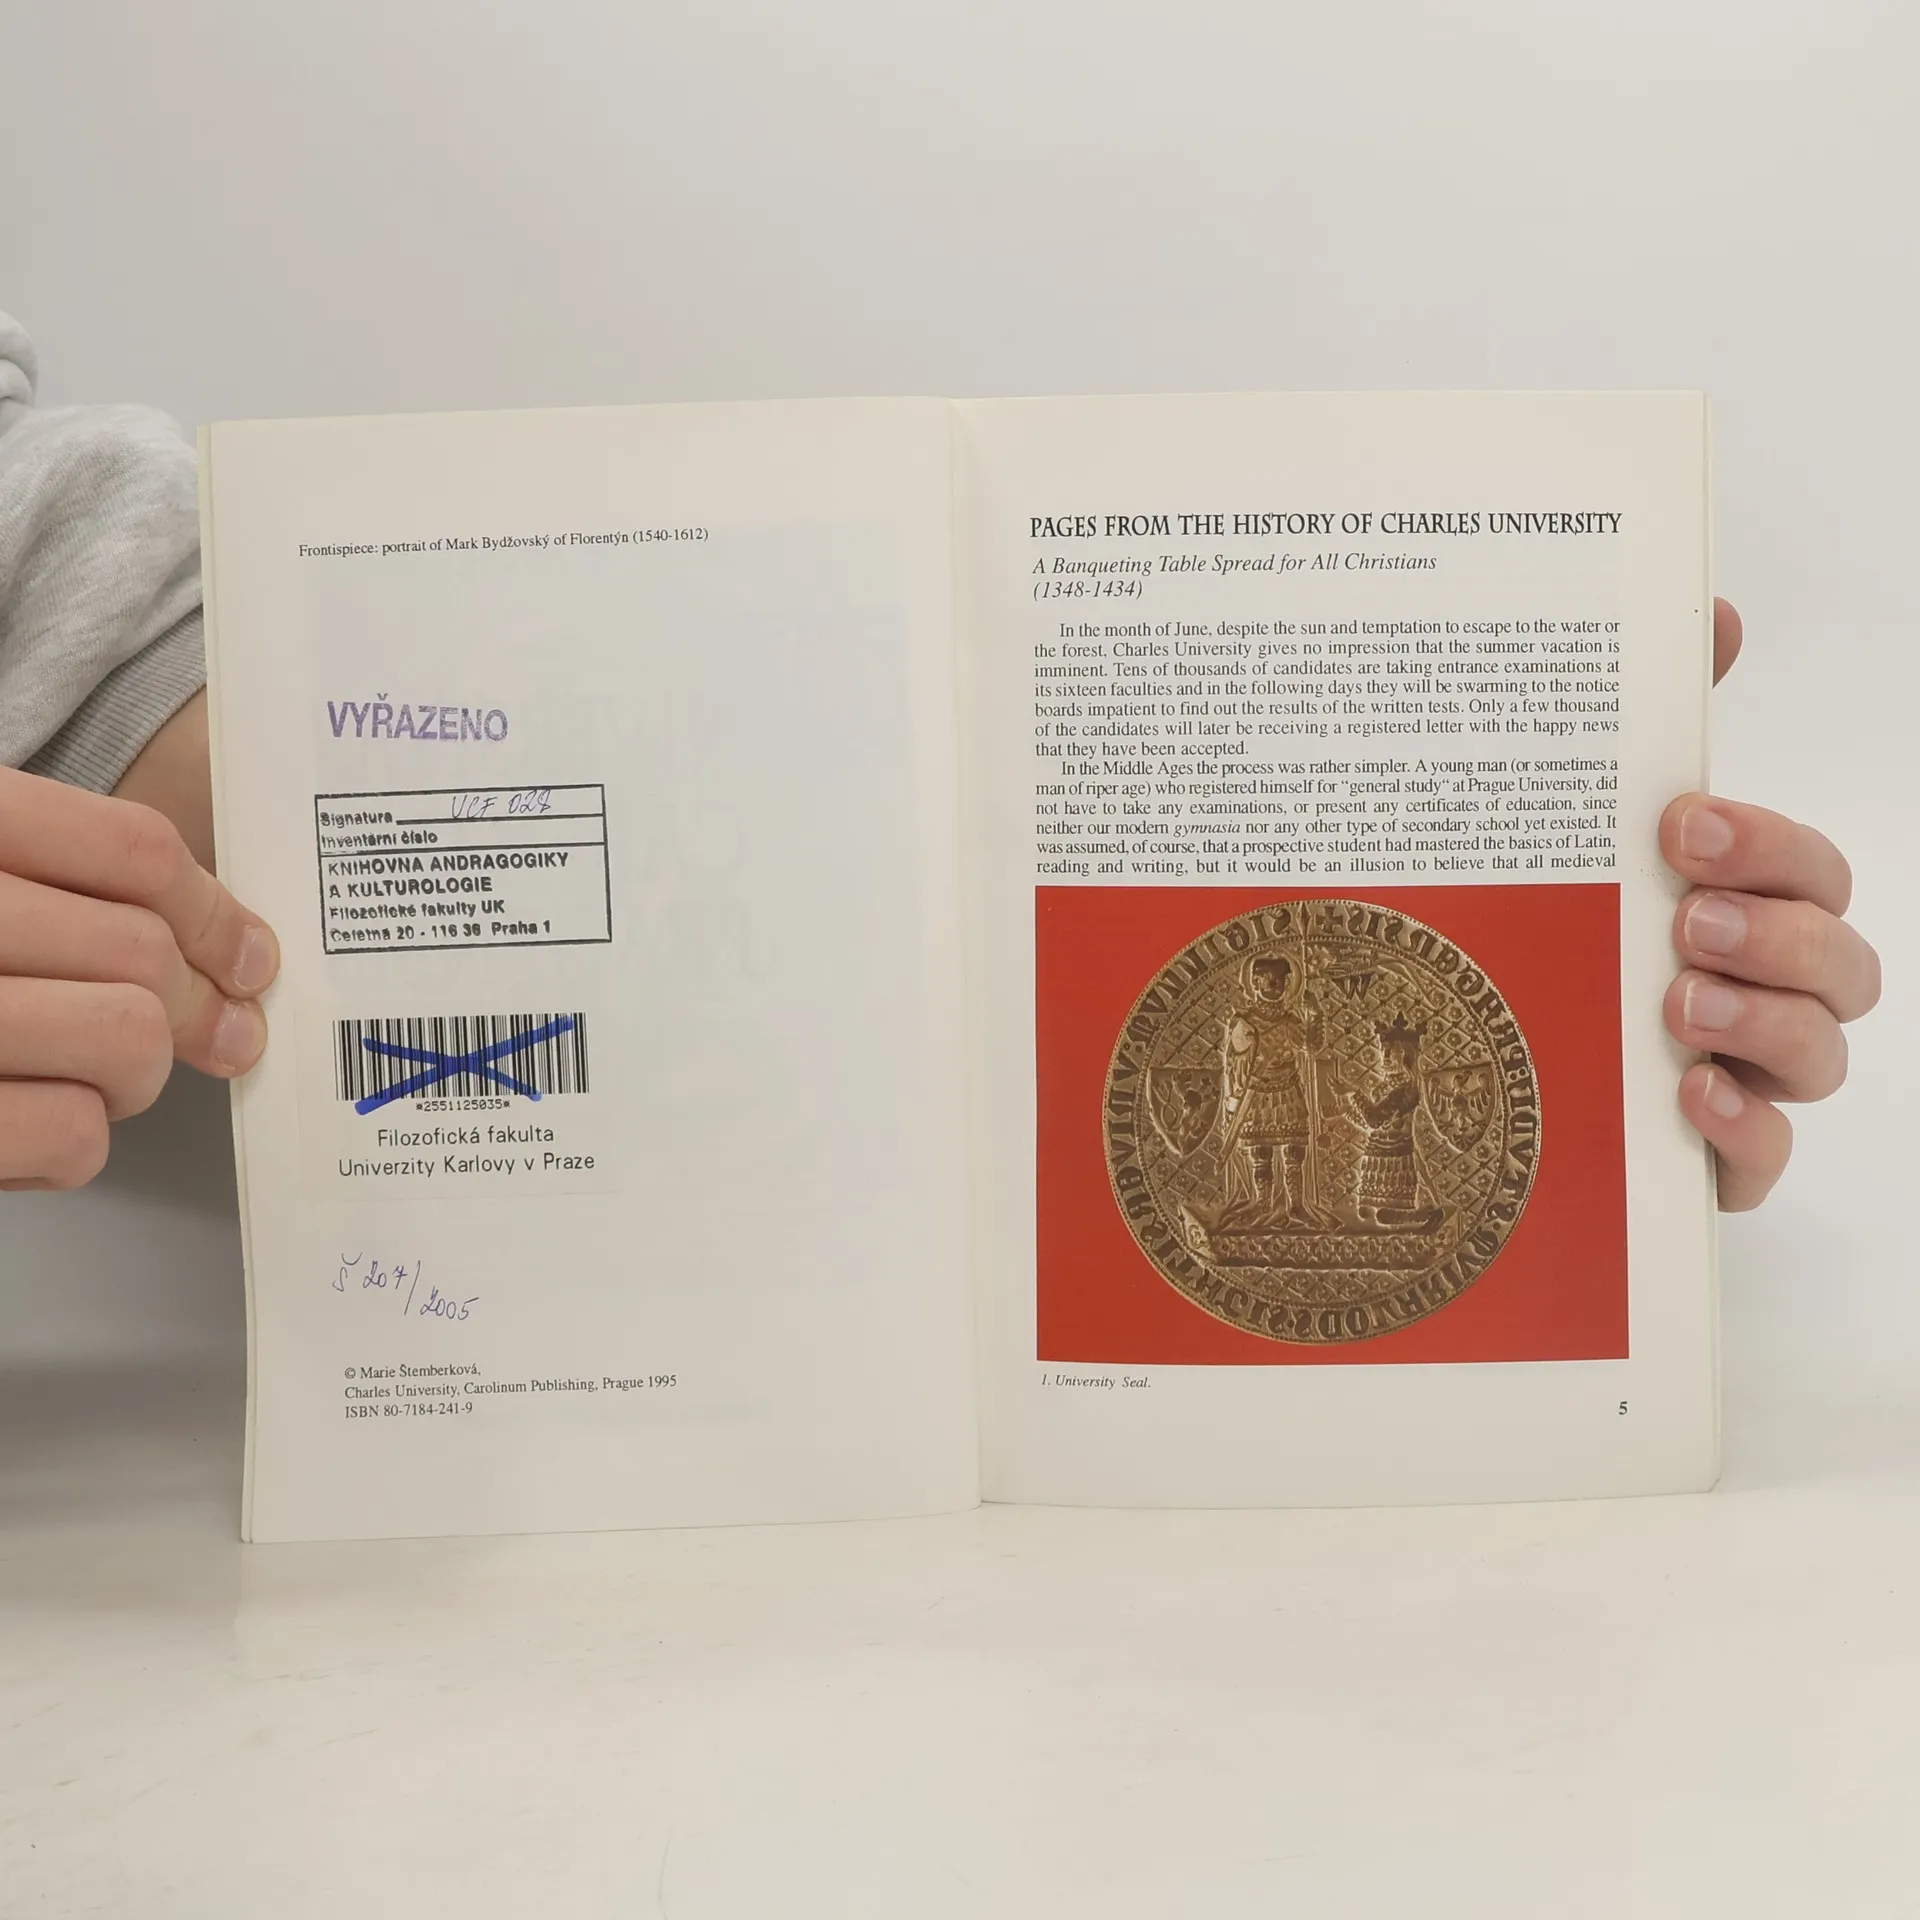 Frontispiece: portrait of Mark Bydžovský of Florentýn (1540-1612)
VYŘAZENO
Signatura VCF 028
Inventární číslo
KNIHOVNA ANDRAGOGIKY
A KULTUROLOGIE
Filozofické fakulty UK
Celetná 20 - 116 36 Praha 1
*2551125035*
Filozofická fakulta
Univerzity Karlovy v Praze
Š 207/2005
© Marie Štemberková,
Charles University, Carolinum Publishing, Prague 1995
ISBN 80-7184-241-9
PAGES FROM THE HISTORY OF CHARLES UNIVERSITY
A Banqueting Table Spread for All Christians
(1348-1434)
In the month of June, despite the sun and temptation to escape to the water or
the forest, Charles University gives no impression that the summer vacation is
imminent. Tens of thousands of candidates are taking entrance examinations at
its sixteen faculties and in the following days they will be swarming to the notice
boards impatient to find out the results of the written tests. Only a few thousand
of the candidates will later be receiving a registered letter with the happy news
that they have been accepted.
In the Middle Ages the process was rather simpler. A young man (or sometimes a
man of riper age) who registered himself for "general study" at Prague University, did
not have to take any examinations, or present any certificates of education, since
neither our modern gymnasia nor any other type of secondary school yet existed. It
was assumed, of course, that a prospective student had mastered the basics of Latin,
reading and writing, but it would be an illusion to believe that all medieval
1. University Seal.
5